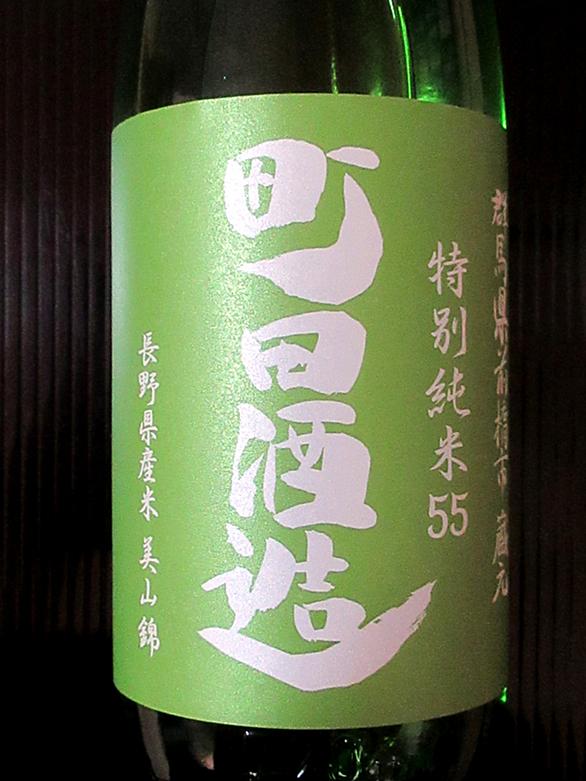 群馬県前橋市 蔵元
特別純米55
町田酒造
長野県産米 美山錦